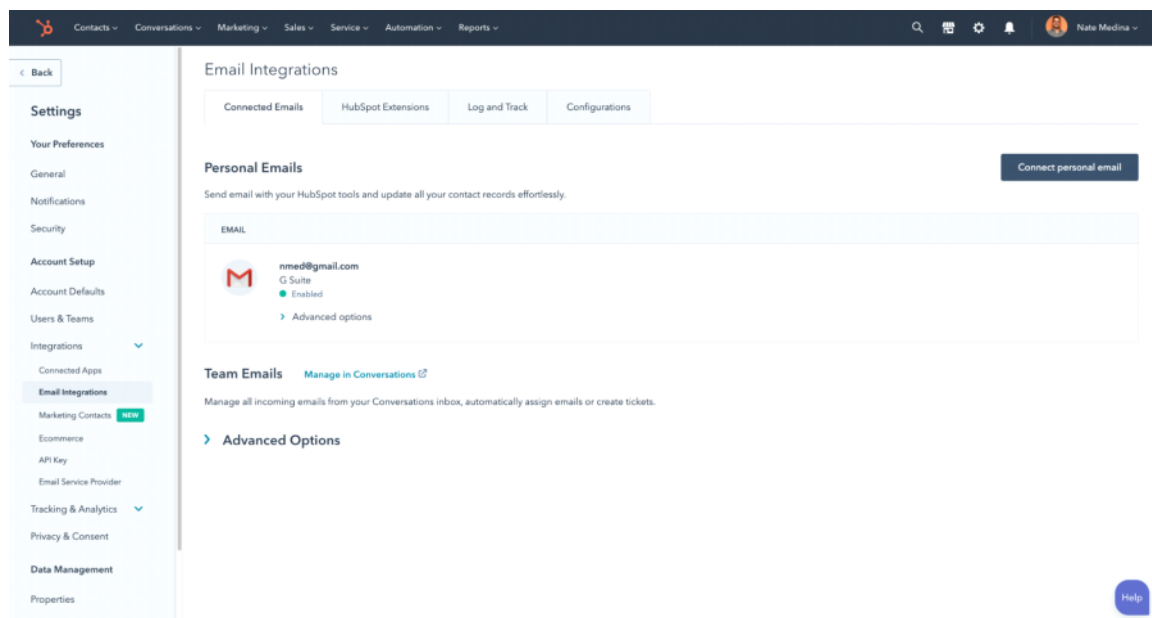 Contacts Conversations Marketing Sales Service Automation Reports Nate Medina
Back
Settings
Your Preferences
General
Notifications
Security
Account Setup
Account Defaults
Users & Teams
Integrations
Connected Apps
Email Integrations
Marketing Contacts NEW
Ecommerce
API Key
Email Service Provider
Tracking & Analytics
Privacy & Consent
Data Management
Properties
Email Integrations
Connected Emails HubSpot Extensions Log and Track Configurations
Personal Emails Connect personal email
Send email with your HubSpot tools and update all your contact records effortlessly.
EMAIL
nmed@gmail.com
G Suite
Enabled
Advanced options
Team Emails Manage in Conversations
Manage all incoming emails from your Conversations inbox, automatically assign emails or create tickets.
Advanced Options
Help